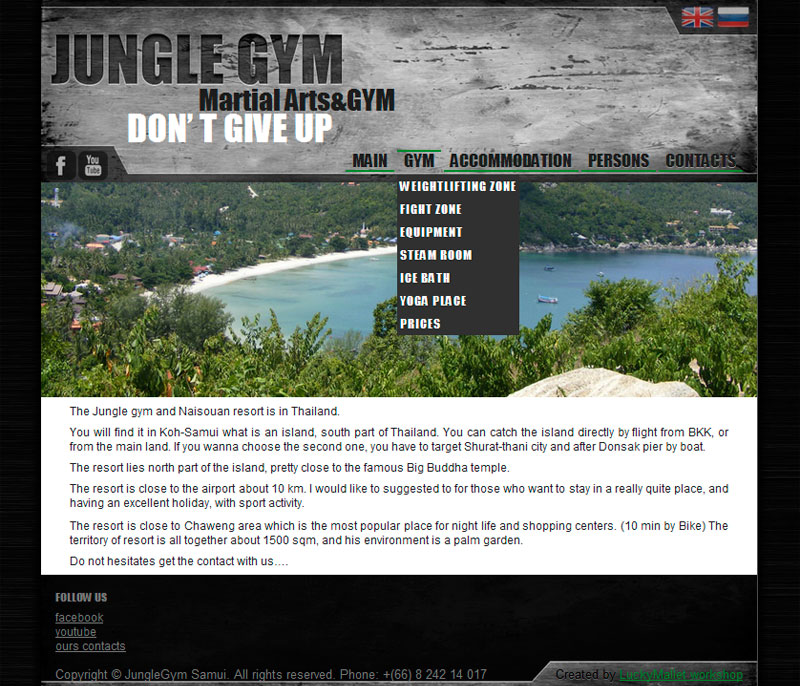 JUNGLE GYM
Martial Arts&GYM
DON'T GIVE UP
f
You
Tube
MAIN GYM ACCOMMODATION PERSONS CONTACTS
WEIGHTLIFTING ZONE
FIGHT ZONE
EQUIPMENT
STEAM ROOM
ICE BATH
YOGA PLACE
PRICES
The Jungle gym and Naisouan resort is in Thailand.
You will find it in Koh-Samui what is an island, south part of Thailand. You can catch the island directly by flight from BKK, or
from the main land. If you wanna choose the second one, you have to target Shurat-thani city and after Donsak pier by boat.
The resort lies north part of the island, pretty close to the famous Big Buddha temple.
The resort is close to the airport about 10 km. I would like to suggested to for those who want to stay in a really quite place, and
having an excellent holiday, with sport activity.
The resort is close to Chaweng area which is the most popular place for night life and shopping centers. (10 min by Bike) The
territory of resort is all together about 1500 sqm, and his environment is a palm garden.
Do not hesitates get the contact with us....
FOLLOW US
facebook
youtube
ours contacts
Copyright © JungleGym Samui. All rights reserved. Phone: +(66) 8 242 14 017
Created by LuckyMallet workshop